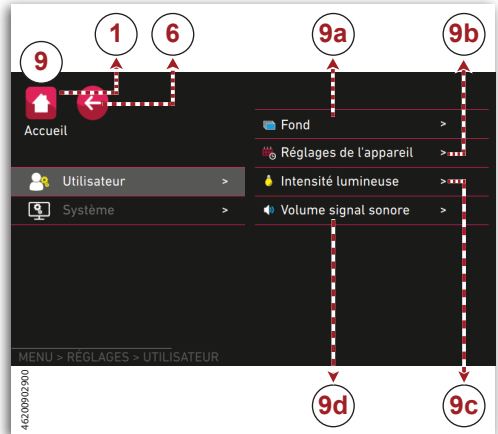 1 6 9a 9b
9
Accueil
Fond >
Réglages de l'appareil >
Utilisateur > Intensité lumineuse >
Système > Volume signal sonore >
MENU > RÉGLAGES > UTILISATEUR
46200902900
9d 9c